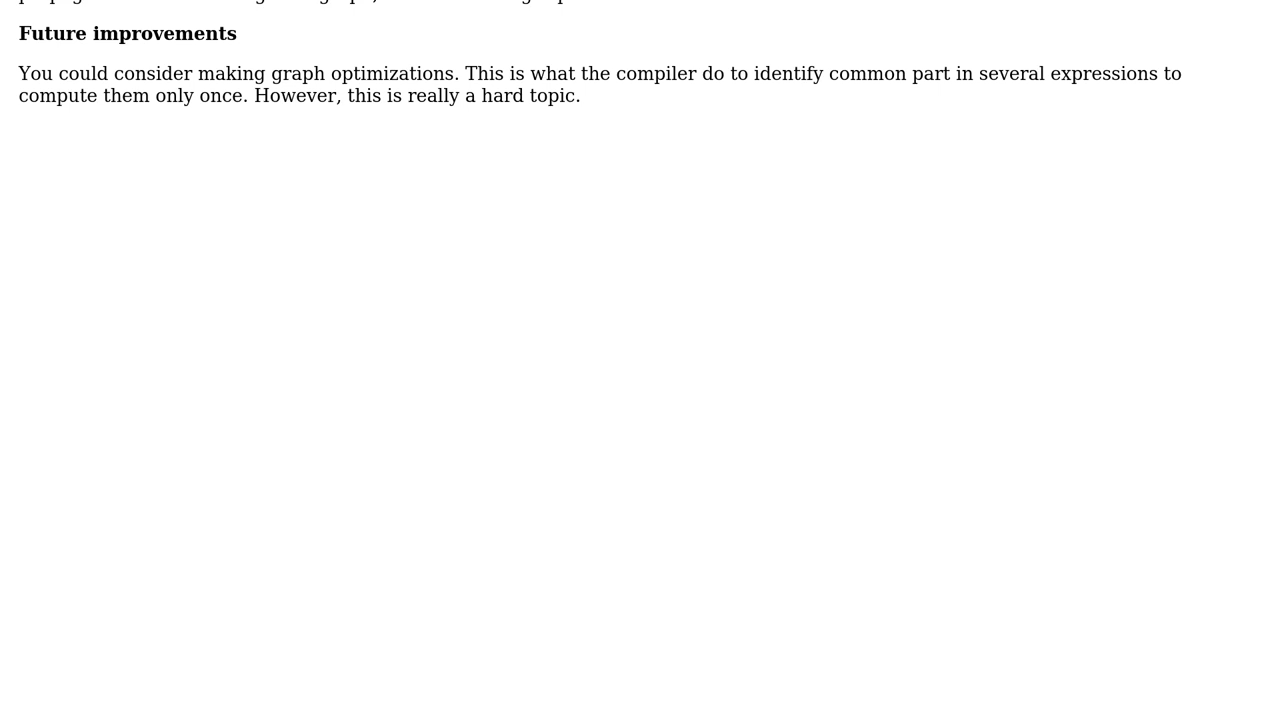 Future improvements
You could consider making graph optimizations. This is what the compiler do to identify common part in several expressions to
compute them only once. However, this is really a hard topic.